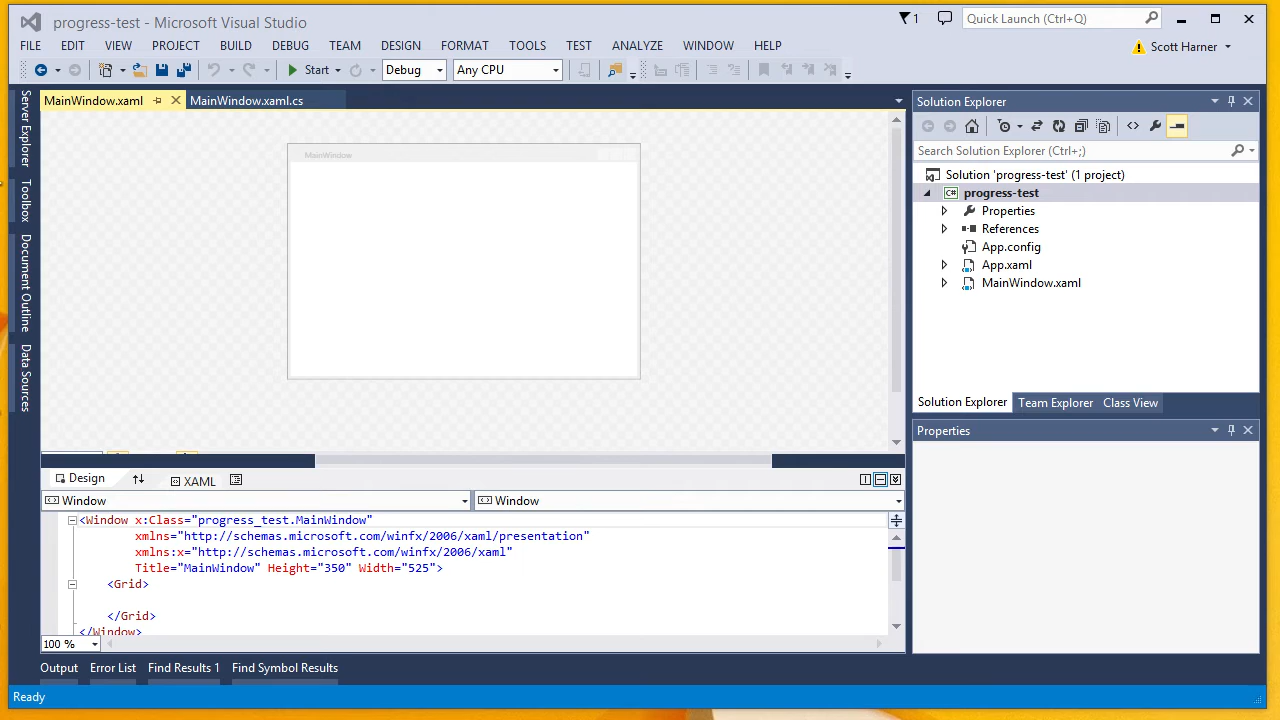 progress-test - Microsoft Visual Studio
1
Quick Launch (Ctrl+Q)
FILE EDIT VIEW PROJECT BUILD DEBUG TEAM DESIGN FORMAT TOOLS TEST ANALYZE WINDOW HELP
Scott Harner
Start Debug Any CPU
Server Explorer
Toolbox
Document Outline
Data Sources
MainWindow.xaml MainWindow.xaml.cs
MainWindow
Design XAML
Window Window
<Window x:Class="progress_test.MainWindow"
xmlns="http://schemas.microsoft.com/winfx/2006/xaml/presentation"
xmlns:x="http://schemas.microsoft.com/winfx/2006/xaml"
Title="MainWindow" Height="350" Width="525">
<Grid>
</Grid>
</Window>
100 %
Solution Explorer
Search Solution Explorer (Ctrl+;)
Solution 'progress-test' (1 project)
C# progress-test
Properties
References
App.config
App.xaml
MainWindow.xaml
Solution Explorer Team Explorer Class View
Properties
Output Error List Find Results 1 Find Symbol Results
Ready